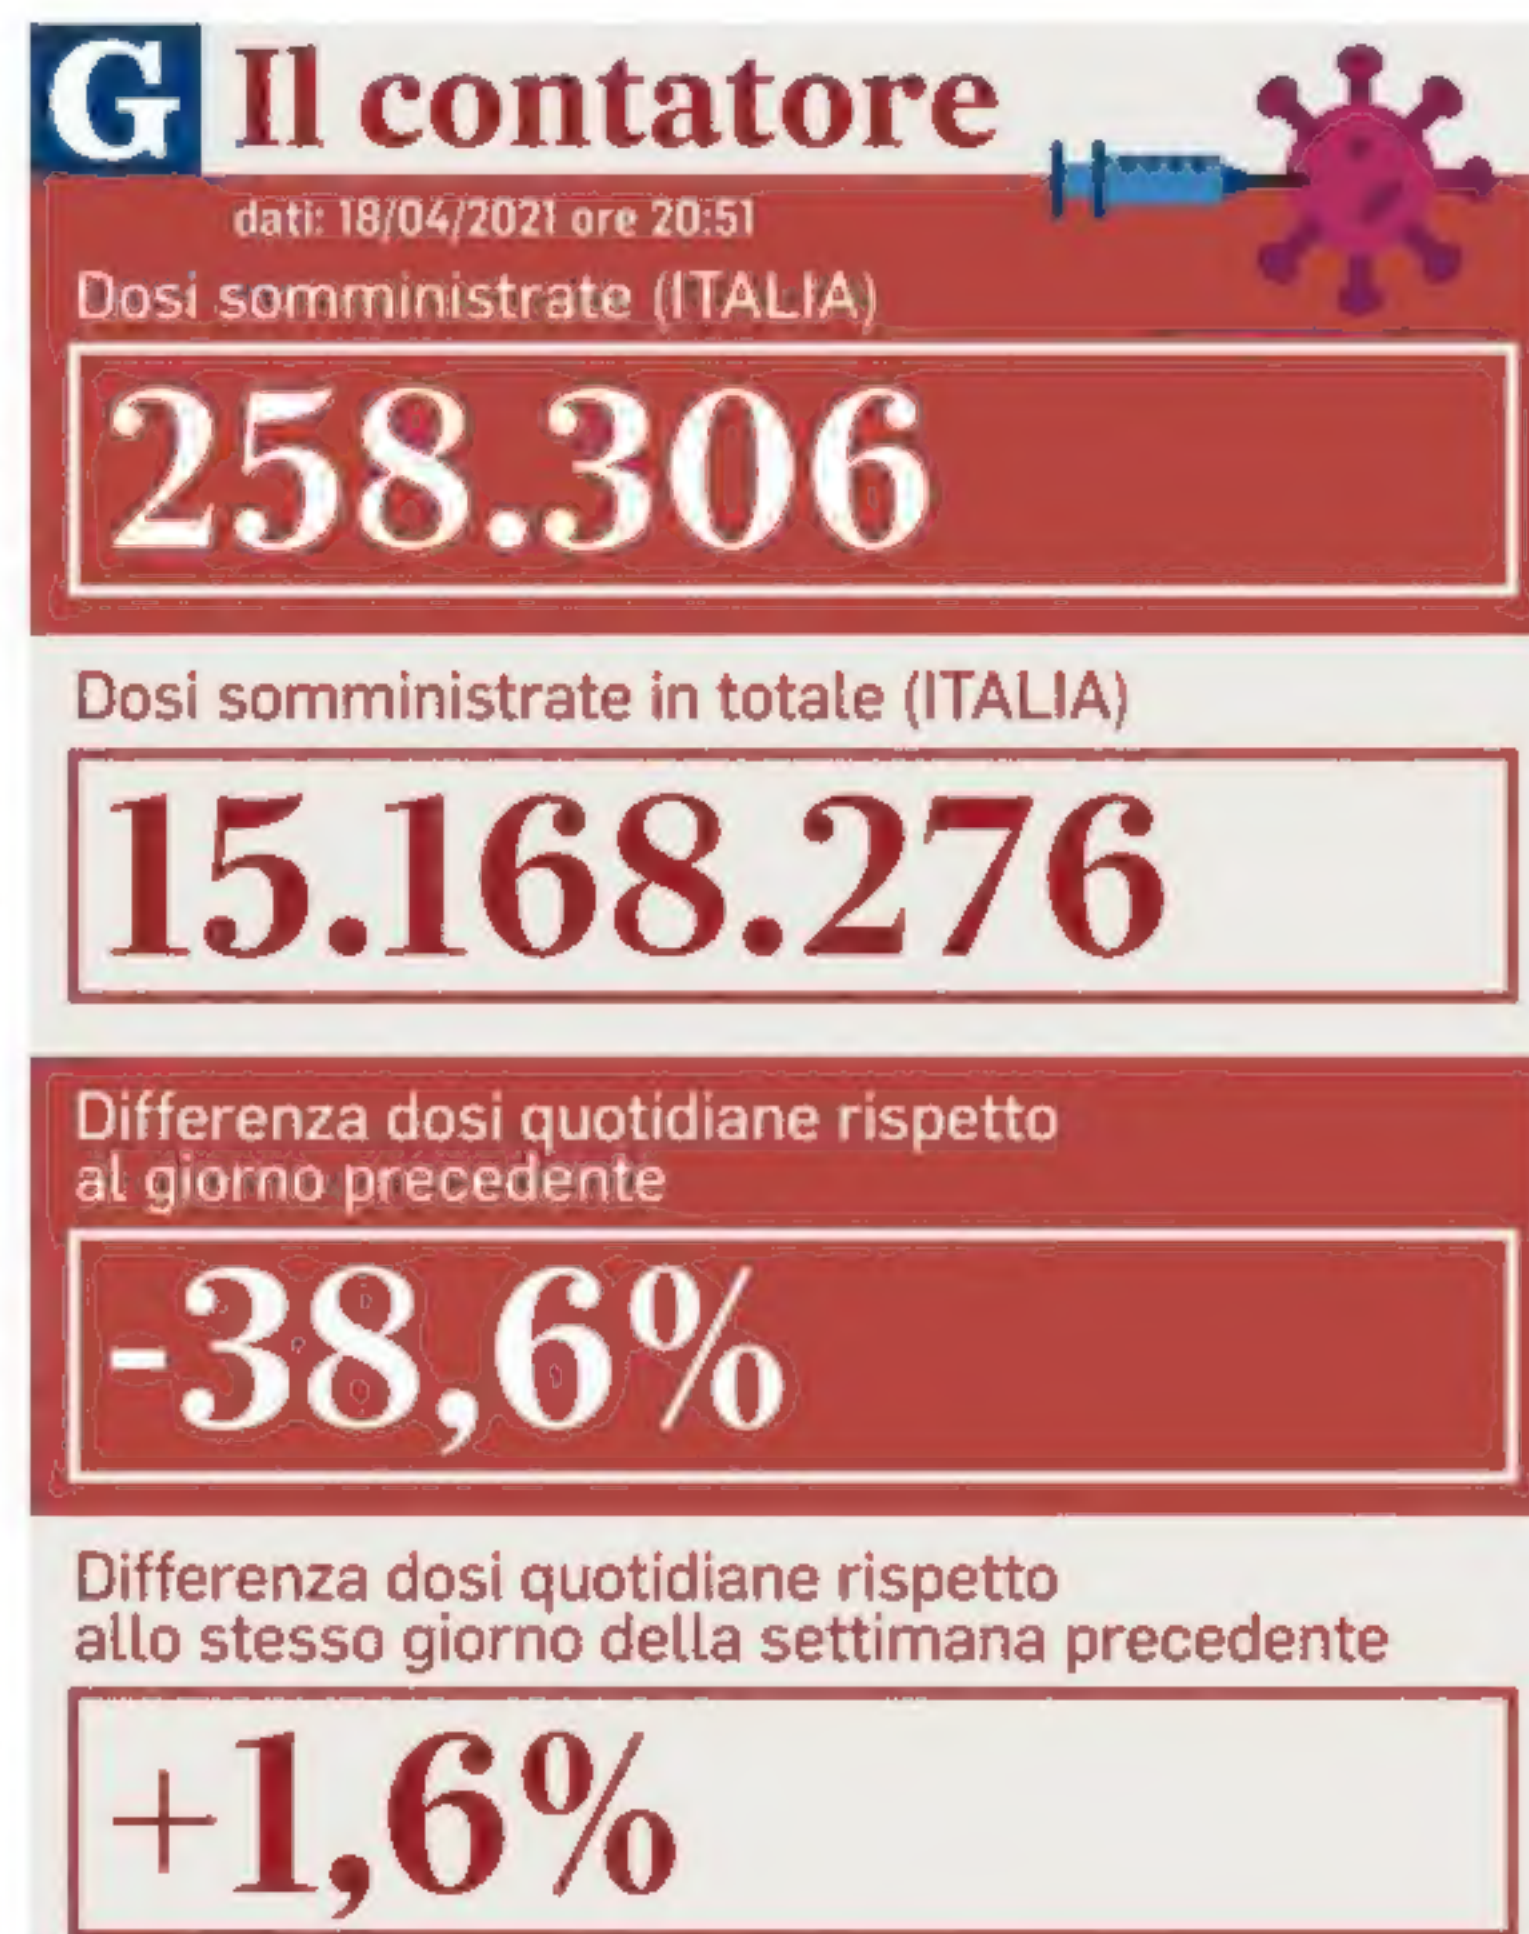 G Il contatore
dati: 18/04/2021 ore 20:51
Dosi somministrate (ITALIA)
258.306
Dosi somministrate in totale (ITALIA)
15.168.276
Differenza dosi quotidiane rispetto
al giorno precedente
-38,6%
Differenza dosi quotidiane rispetto
allo stesso giorno della settimana precedente
+1,6%